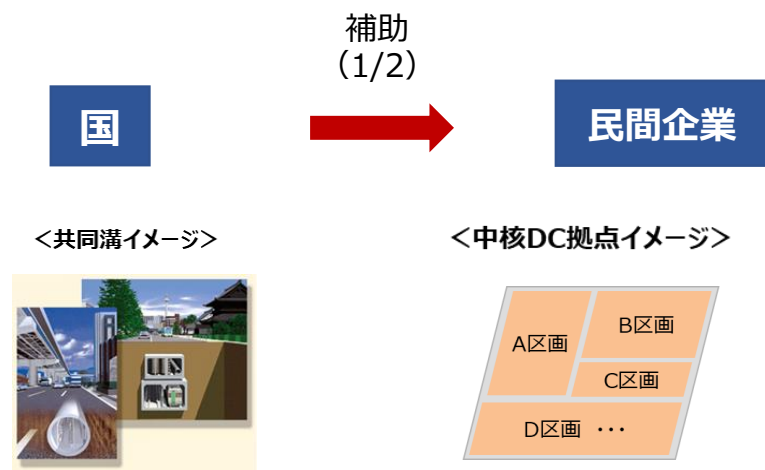 補助
（1/2）
国
民間企業
＜共同溝イメージ＞
＜中核DC拠点イメージ＞
A区画
B区画
C区画
D区画 ・・・